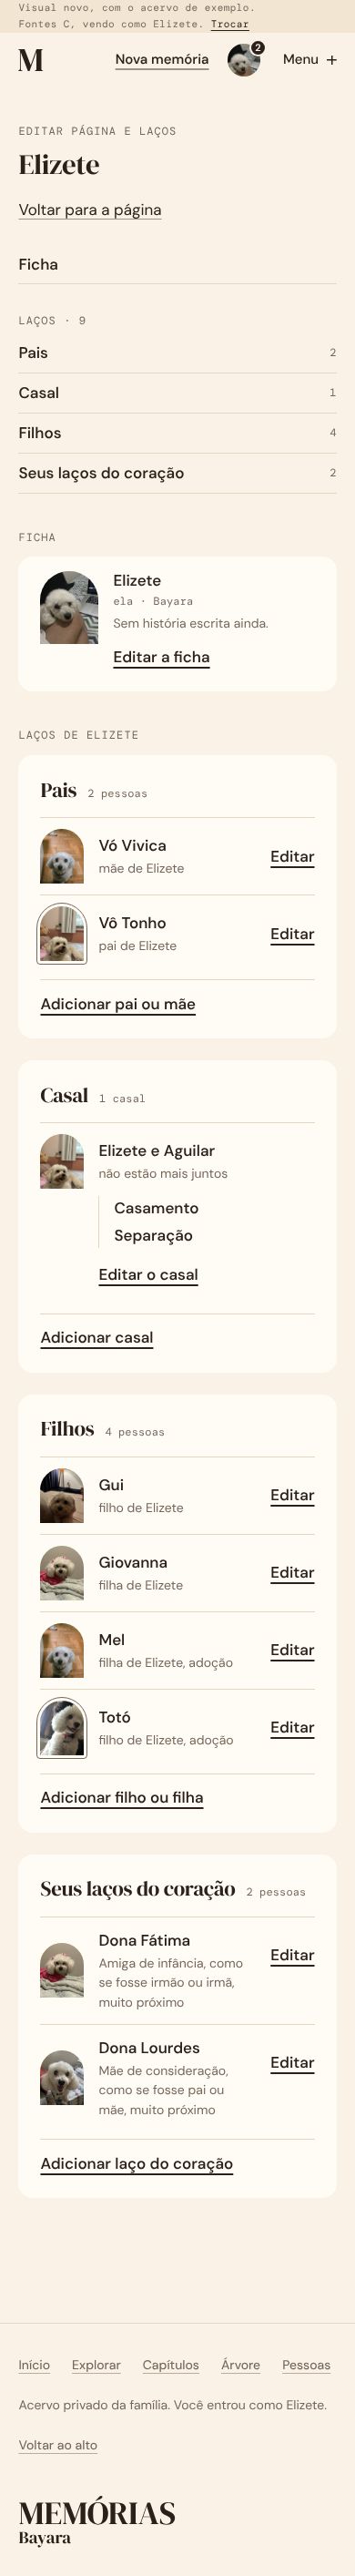 Visual novo, com o acervo de exemplo.
Fontes C, vendo como Elizete. Trocar
M
Nova memória
2
Menu +
EDITAR PÁGINA E LAÇOS
Elizete
Voltar para a página
Ficha
LAÇOS · 9
Pais 2
Casal 1
Filhos 4
Seus laços do coração 2
FICHA
Elizete
ela · Bayara
Sem história escrita ainda.
Editar a ficha
LAÇOS DE ELIZETE
Pais 2 pessoas
Vó Vivica
mãe de Elizete
Editar
Vô Tonho
pai de Elizete
Editar
Adicionar pai ou mãe
Casal 1 casal
Elizete e Aguilar
não estão mais juntos
Casamento
Separação
Editar o casal
Adicionar casal
Filhos 4 pessoas
Gui
filho de Elizete
Editar
Giovanna
filha de Elizete
Editar
Mel
filha de Elizete, adoção
Editar
Totó
filho de Elizete, adoção
Editar
Adicionar filho ou filha
Seus laços do coração 2 pessoas
Dona Fátima
Amiga de infância, como
se fosse irmão ou irmã,
muito próximo
Editar
Dona Lourdes
Mãe de consideração,
como se fosse pai ou
mãe, muito próximo
Editar
Adicionar laço do coração
Início Explorar Capítulos Árvore Pessoas
Acervo privado da família. Você entrou como Elizete.
Voltar ao alto
MEMÓRIAS
Bayara